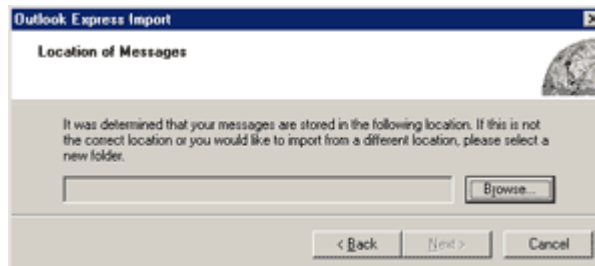 Outlook Express Import
Location of Messages
It was determined that your messages are stored in the following location. If this is not
the correct location or you would like to import from a different location, please select a
new folder.
Browse...
< Back
Next >
Cancel